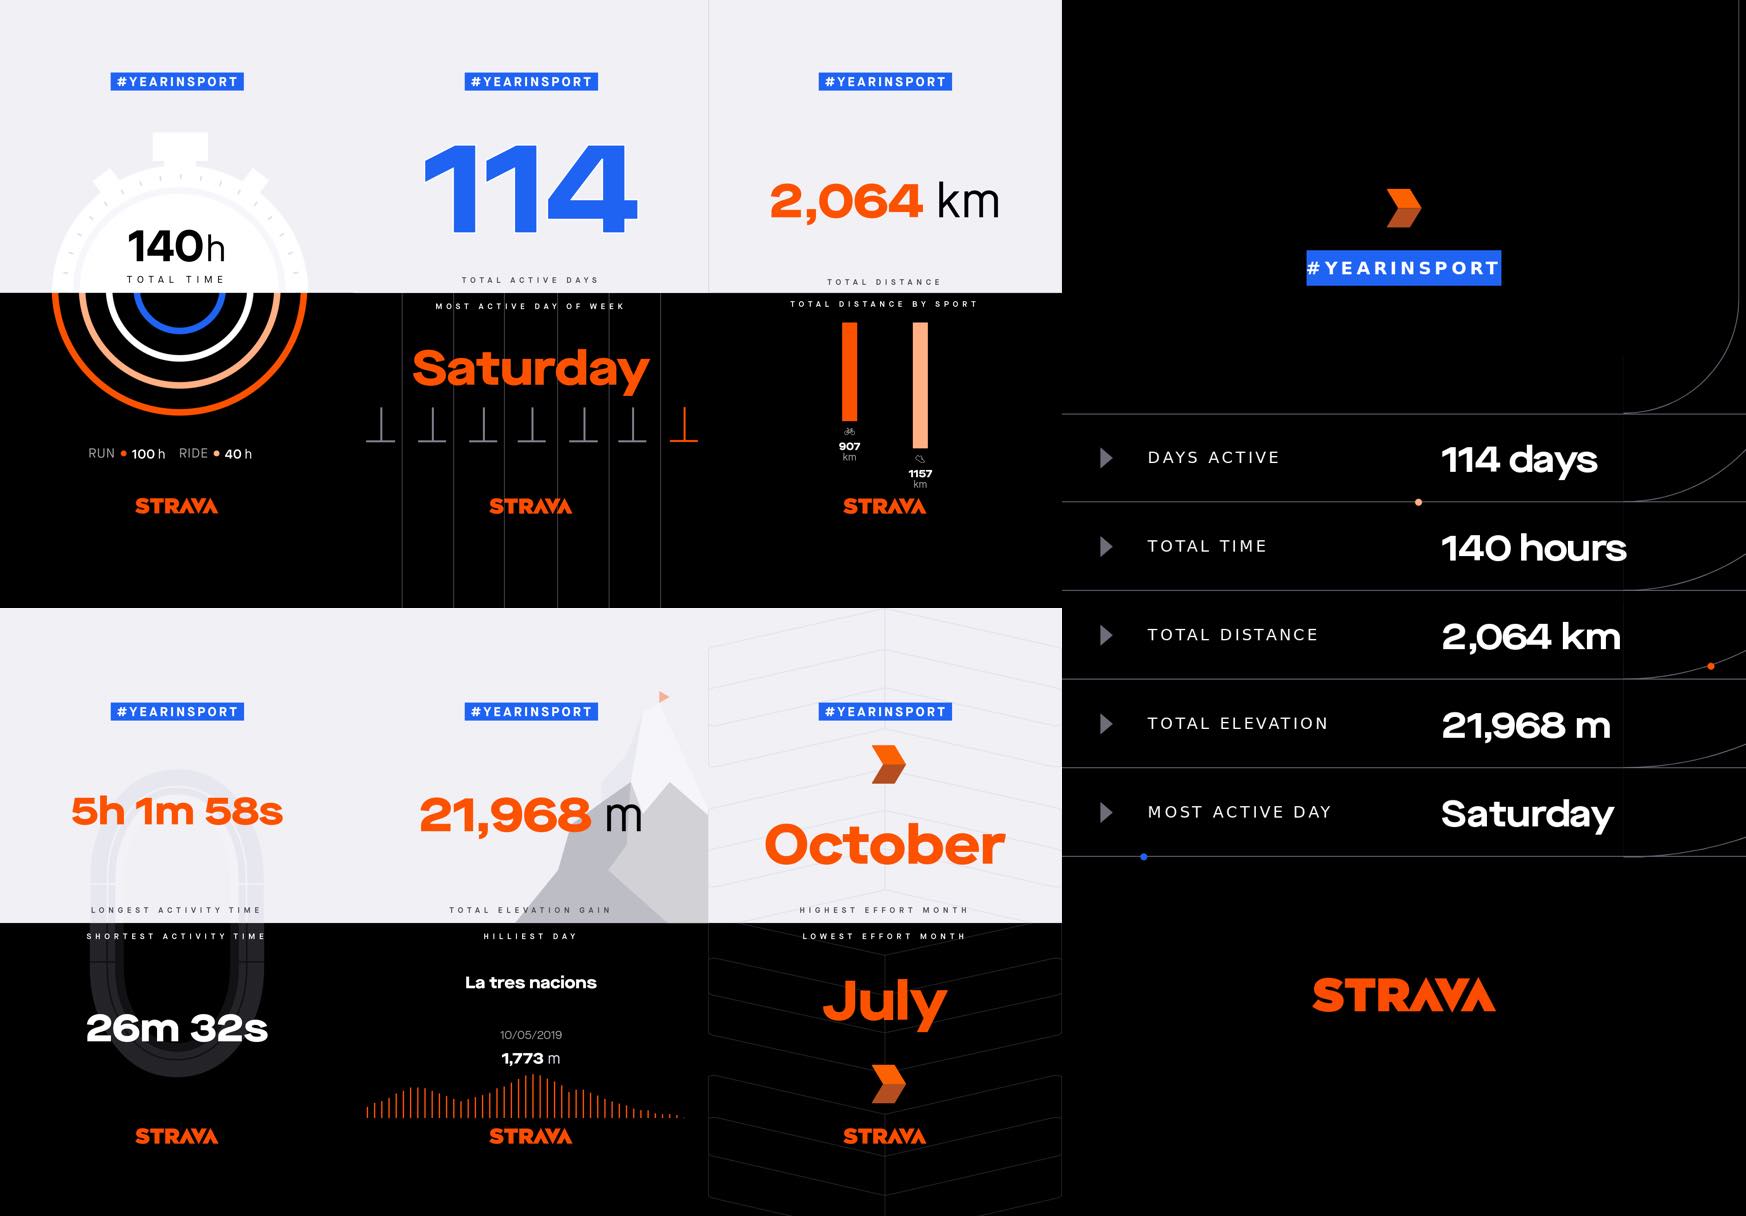 #YEARINSPORT
140h
TOTAL TIME
RUN 100 h RIDE 40 h
STRAVA
#YEARINSPORT
114
TOTAL ACTIVE DAYS
MOST ACTIVE DAY OF WEEK
Saturday
STRAVA
#YEARINSPORT
2,064 km
TOTAL DISTANCE
TOTAL DISTANCE BY SPORT
907
km
1157
km
STRAVA
#YEARINSPORT
5h 1m 58s
LONGEST ACTIVITY TIME
SHORTEST ACTIVITY TIME
26m 32s
STRAVA
#YEARINSPORT
21,968 m
TOTAL ELEVATION GAIN
HILLIEST DAY
La tres nacions
10/05/2019
1,773 m
STRAVA
#YEARINSPORT
October
HIGHEST EFFORT MONTH
LOWEST EFFORT MONTH
July
STRAVA
#YEARINSPORT
DAYS ACTIVE 114 days
TOTAL TIME 140 hours
TOTAL DISTANCE 2,064 km
TOTAL ELEVATION 21,968 m
MOST ACTIVE DAY Saturday
STRAVA